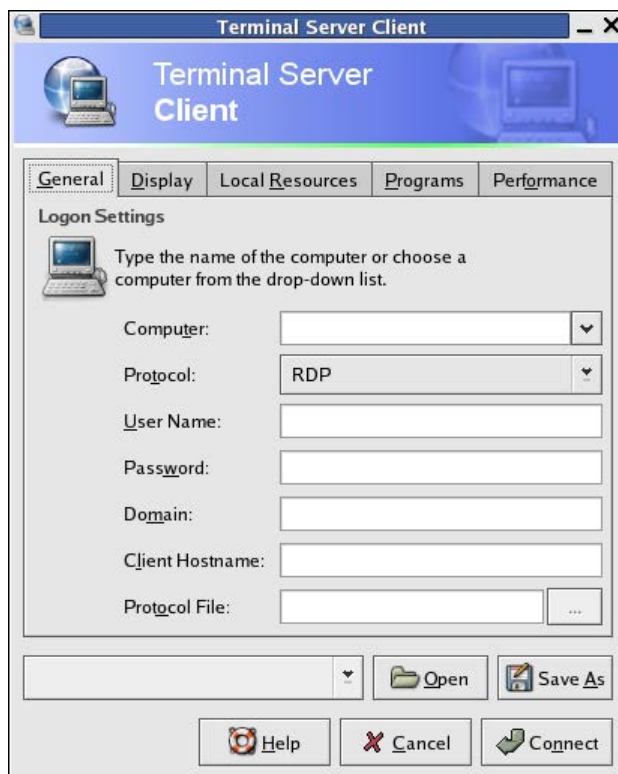 Terminal Server Client
Terminal Server
Client
General Display Local Resources Programs Performance
Logon Settings
Type the name of the computer or choose a
computer from the drop-down list.
Computer:
Protocol: RDP
User Name:
Password:
Domain:
Client Hostname:
Protocol File: ...
Open Save As
Help Cancel Connect